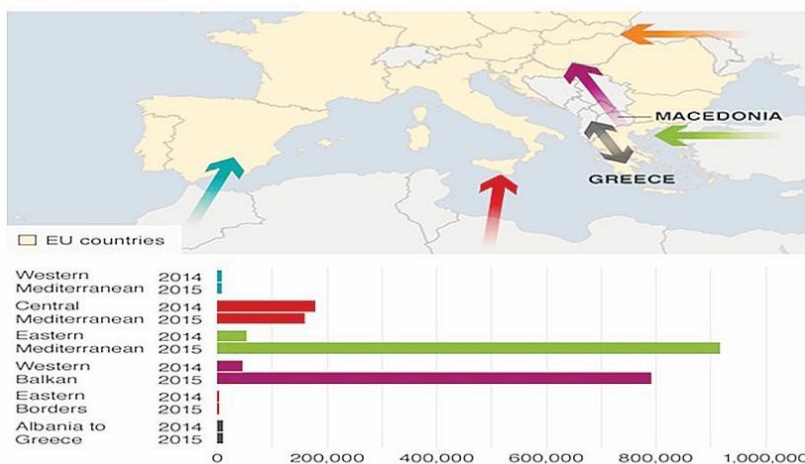 MACEDONIA
GREECE
EU countries
Western 2014
Mediterranean 2015
Central 2014
Mediterranean 2015
Eastern 2014
Mediterranean 2015
Western 2014
Balkan 2015
Eastern 2014
Borders 2015
Albania to 2014
Greece 2015
0 200,000 400,000 600,000 800,000 1,000,000